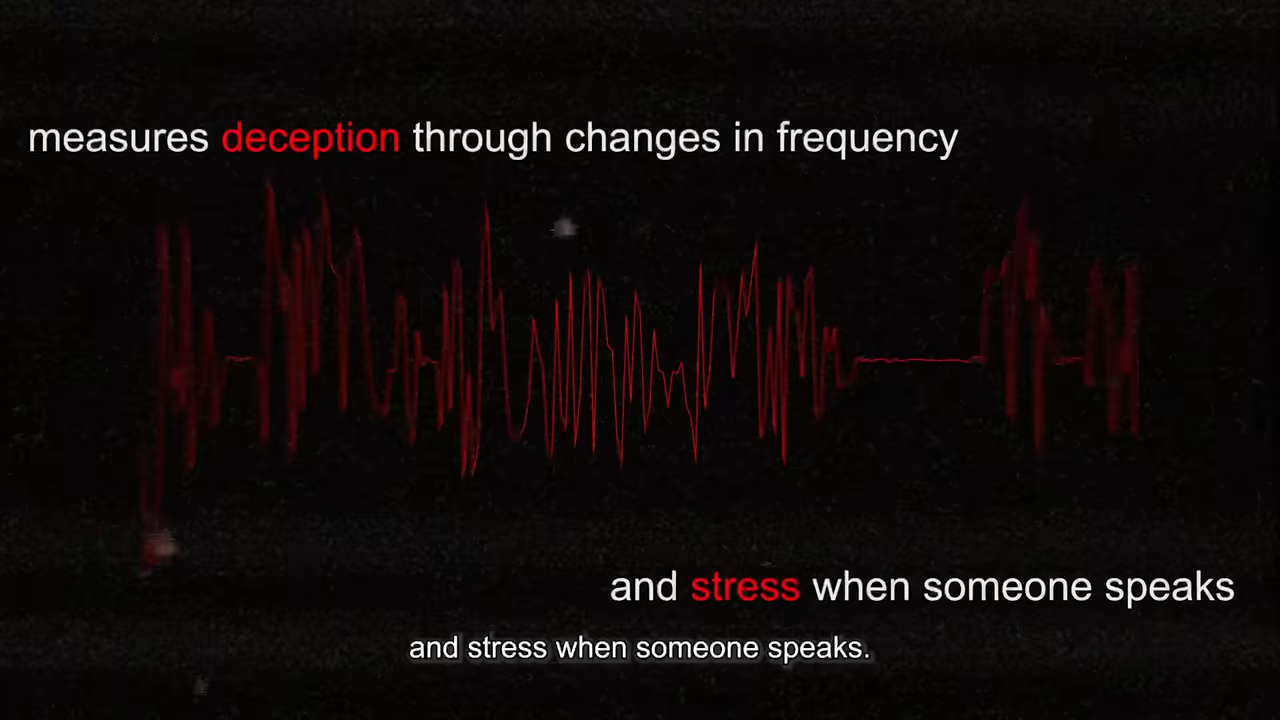 measures deception through changes in frequency
and stress when someone speaks
and stress when someone speaks.